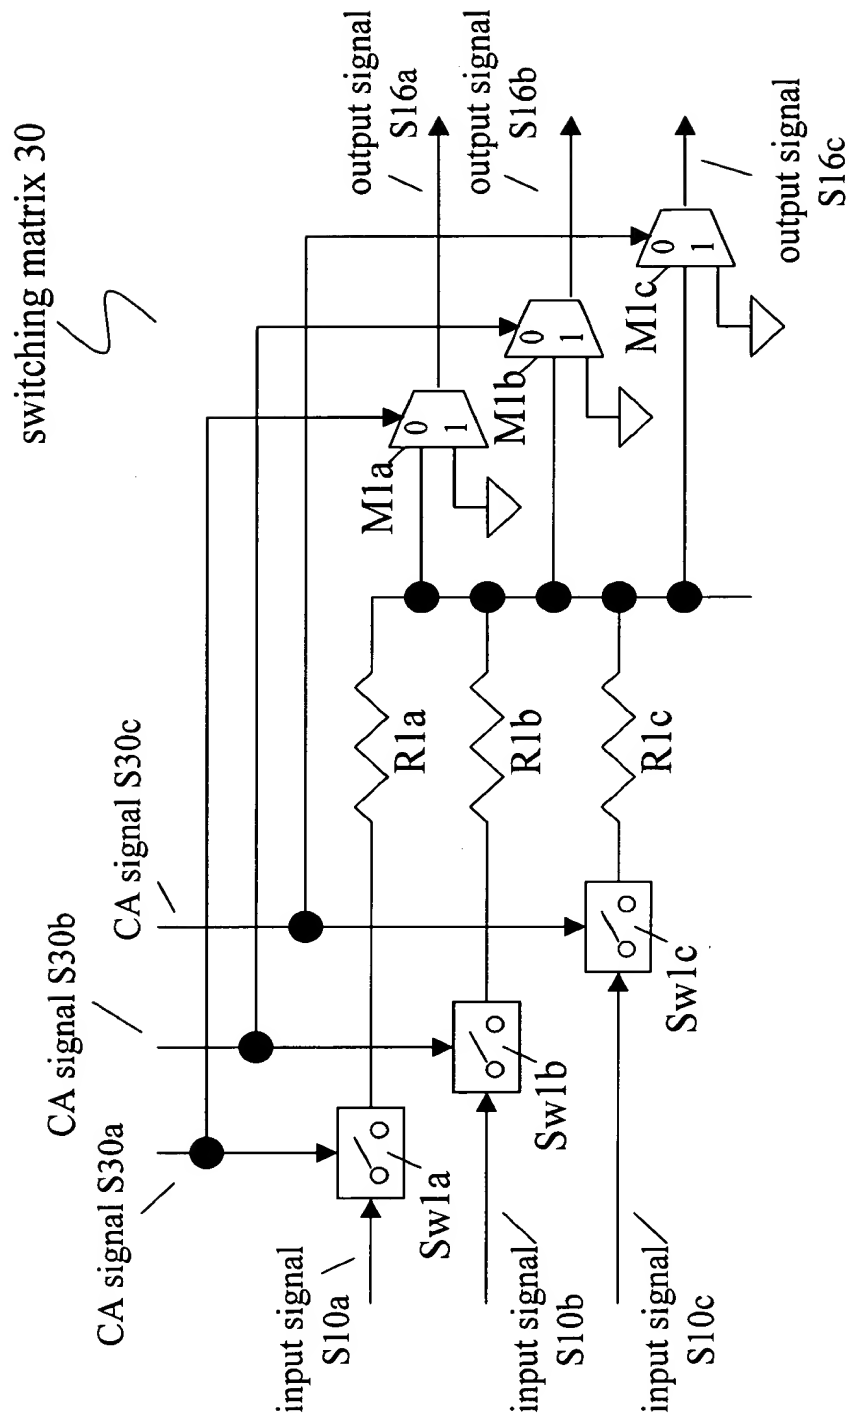 switching matrix 30
CA signal S30a
CA signal S30b
CA signal S30c
input signal
S10a
input signal
S10b
input signal
S10c
Sw1a
Sw1b
Sw1c
R1a
R1b
R1c
M1a
0
1
M1b
0
1
M1c
0
1
output signal
S16a
output signal
S16b
output signal
S16c